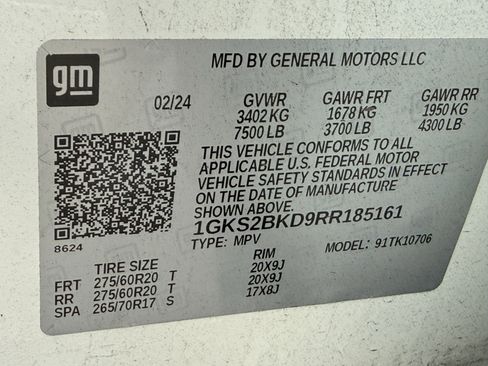 gm
MFD BY GENERAL MOTORS LLC
02/24 GVWR GAWR FRT GAWR RR
3402 KG 1678 KG 1950 KG
7500 LB 3700 LB 4300 LB
THIS VEHICLE CONFORMS TO ALL
APPLICABLE U.S. FEDERAL MOTOR
VEHICLE SAFETY STANDARDS IN EFFECT
ON THE DATE OF MANUFACTURE
SHOWN ABOVE.
1GKS2BKD9RR185161
8624
TYPE: MPV MODEL: 91TK10706
TIRE SIZE RIM
FRT 275/60R20 T 20X9J
RR 275/60R20 T 20X9J
SPA 265/70R17 S 17X8J